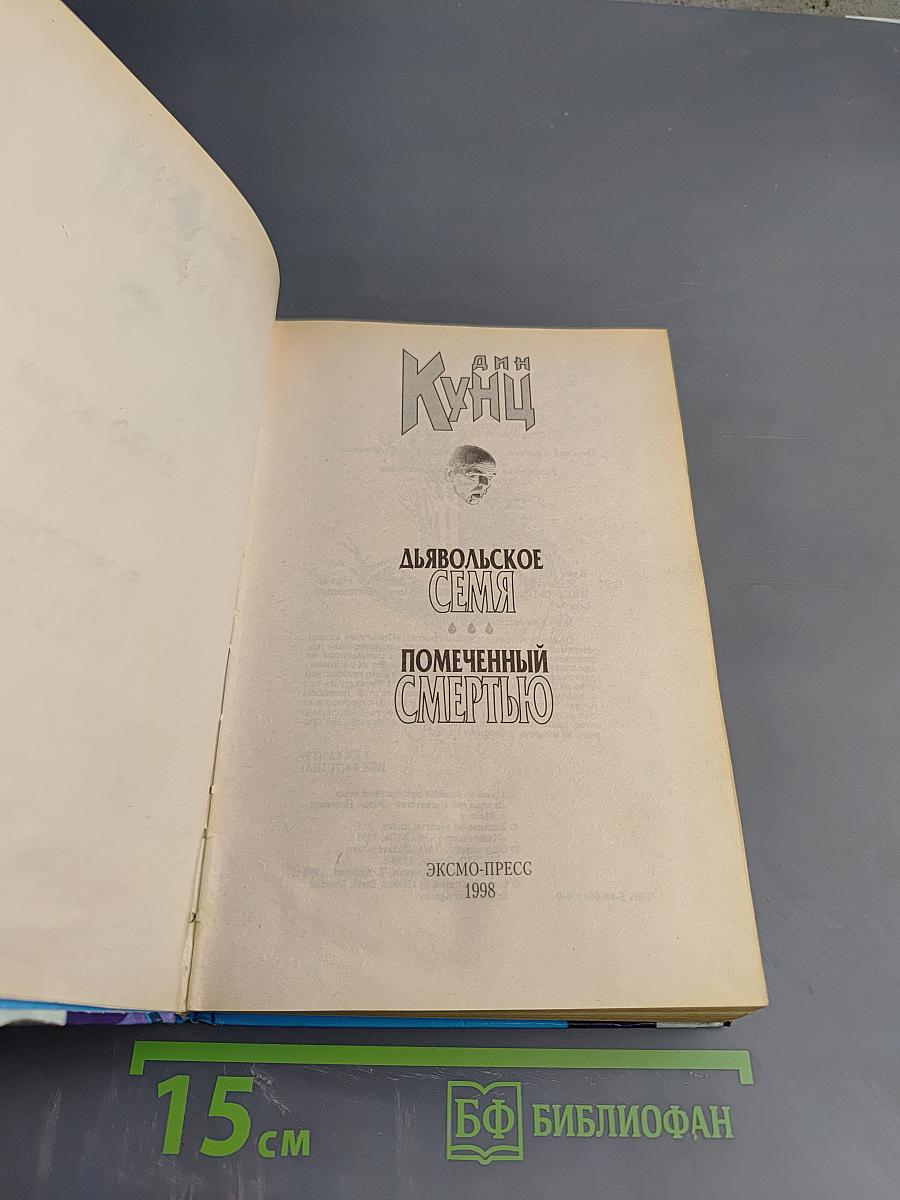 ДИН
КУНЦ
ДЬЯВОЛЬСКОЕ
СЕМЯ
ПОМЕЧЕННЫЙ
СМЕРТЬЮ
ЭКСМО-ПРЕСС
1998
15 см
БФ БИБЛИОФАН